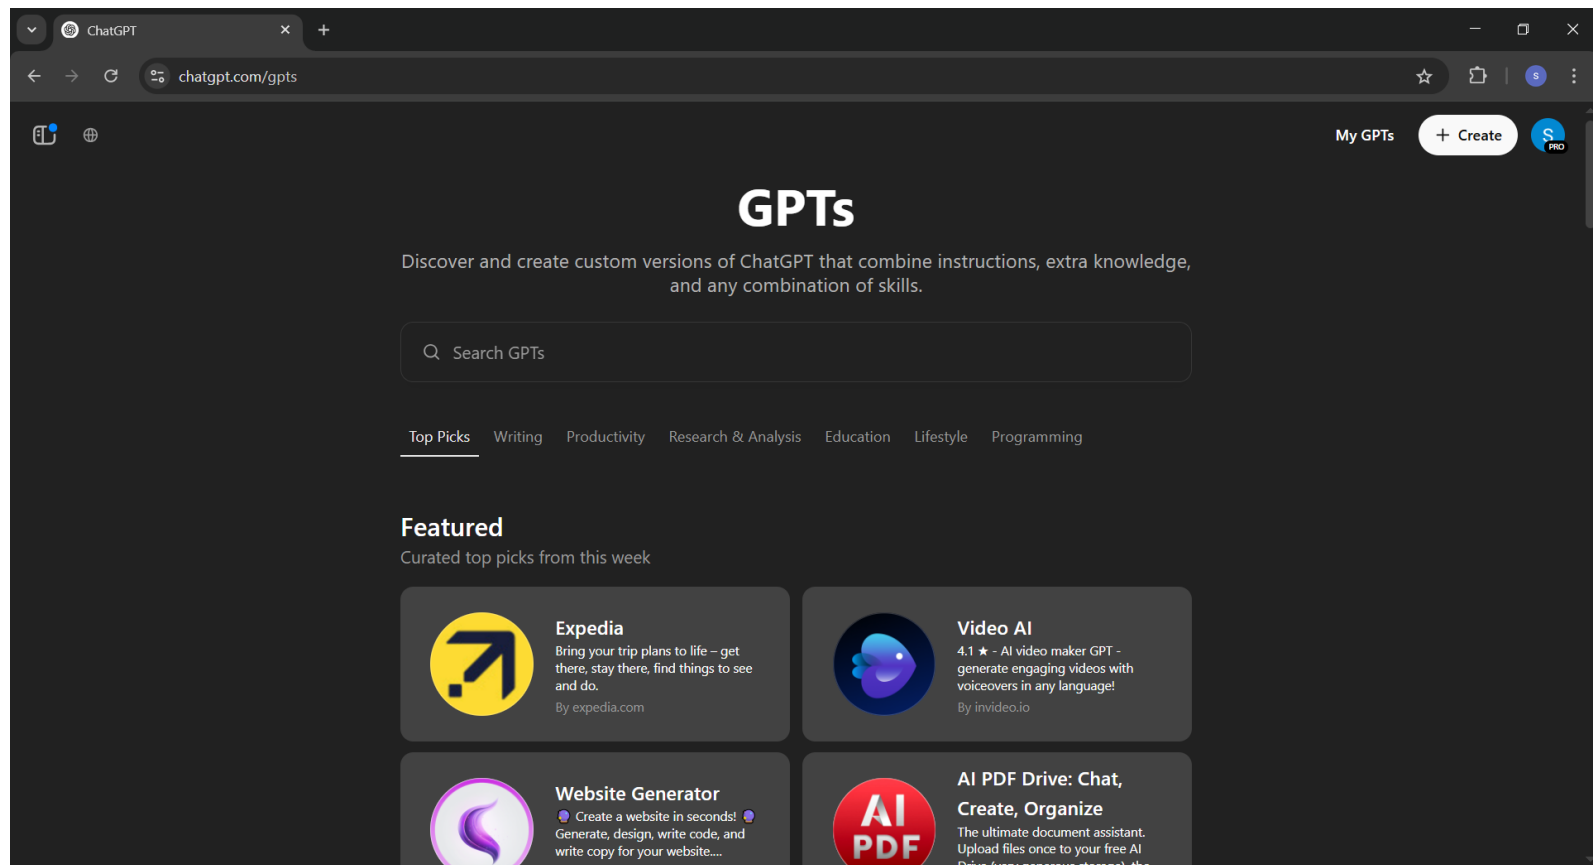 ChatGPT
chatgpt.com/gpts
S
My GPTs
+ Create
S
PRO
GPTs
Discover and create custom versions of ChatGPT that combine instructions, extra knowledge,
and any combination of skills.
Search GPTs
Top Picks Writing Productivity Research & Analysis Education Lifestyle Programming
Featured
Curated top picks from this week
Expedia
Bring your trip plans to life – get
there, stay there, find things to see
and do.
By expedia.com
Video AI
4.1 ★ - AI video maker GPT -
generate engaging videos with
voiceovers in any language!
By invideo.io
Website Generator
🔮 Create a website in seconds! 🔮
Generate, design, write code, and
write copy for your website....
AI
PDF
AI PDF Drive: Chat,
Create, Organize
The ultimate document assistant.
Upload files once to your free AI
Drive (very generous storage), the